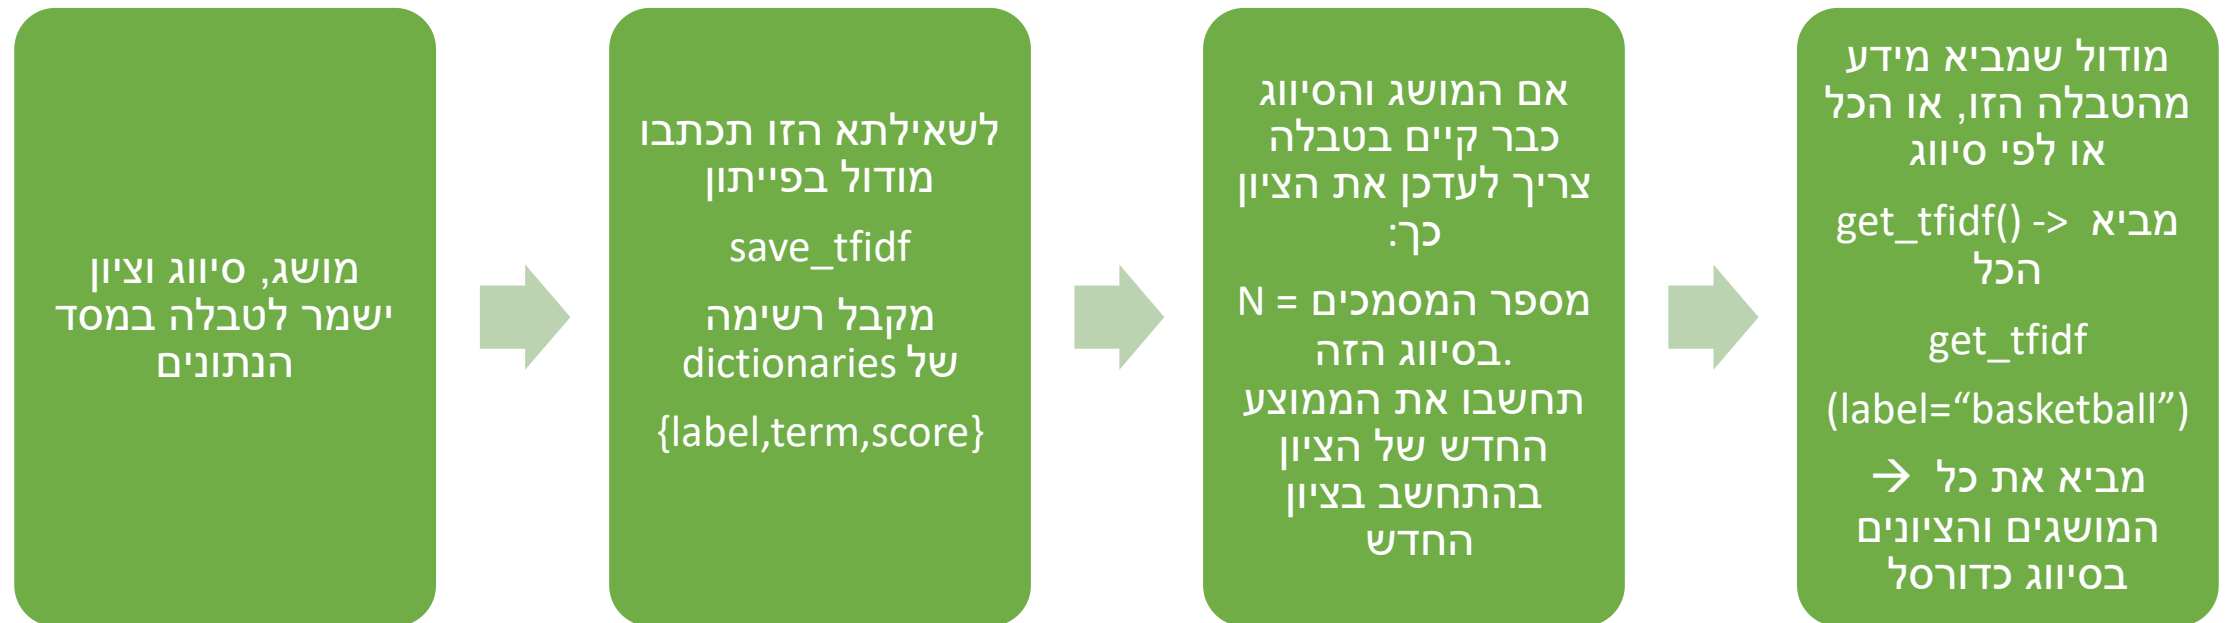 מושג, סיווג וציון
ישמר לטבלה במסד
הנתונים
לשאילתא הזו תכתבו
מודול בפייתון
save_tfidf
מקבל רשימה
של dictionaries
{label,term,score}
אם המושג והסיווג
כבר קיים בטבלה
צריך לעדכן את הציון
כך:
N = מספר המסמכים
בסיווג הזה.
תחשבו את הממוצע
החדש של הציון
בהתחשב בציון
החדש
מודול שמביא מידע
מהטבלה הזו, או הכל
או לפי סיווג
get_tfidf() -> מביא
הכל
get_tfidf
(label=“basketball”)
→ מביא את כל
המושגים והציונים
בסיווג כדורסל